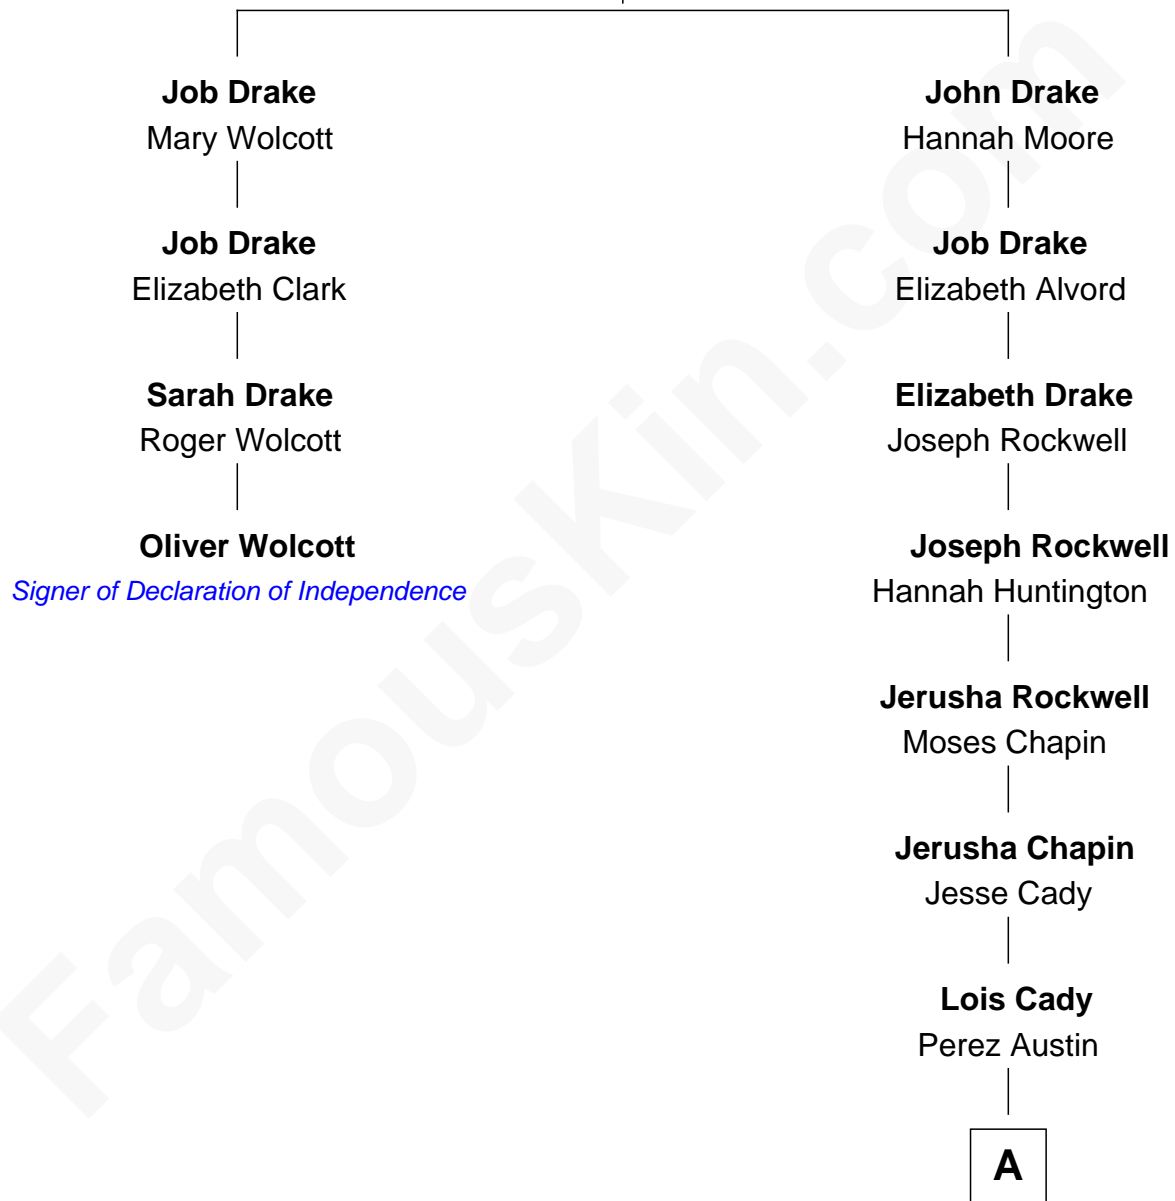 Job Drake
Mary Wolcott
Job Drake
Elizabeth Clark
Sarah Drake
Roger Wolcott
Oliver Wolcott
Signer of Declaration of Independence
John Drake
Hannah Moore
Job Drake
Elizabeth Alvord
Elizabeth Drake
Joseph Rockwell
Joseph Rockwell
Hannah Huntington
Jerusha Rockwell
Moses Chapin
Jerusha Chapin
Jesse Cady
Lois Cady
Perez Austin
A
FamousKin.com